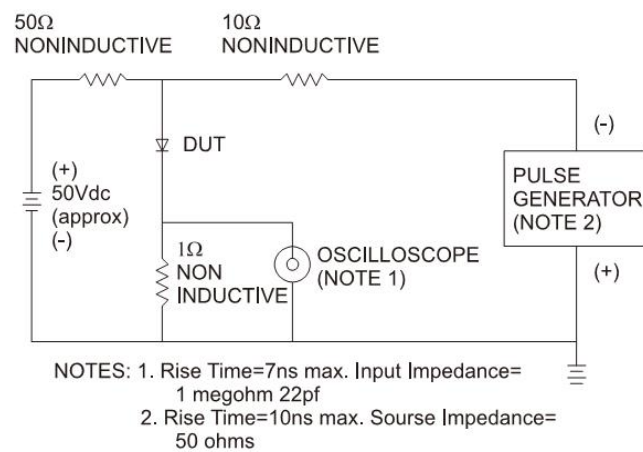 50Ω
NONINDUCTIVE
10Ω
NONINDUCTIVE
DUT
(+)
50Vdc
(approx)
(-)
1Ω
NON
INDUCTIVE
OSCILLOSCOPE
(NOTE 1)
(-)
PULSE
GENERATOR
(NOTE 2)
(+)
NOTES: 1. Rise Time=7ns max. Input Impedance=
1 megohm 22pf
2. Rise Time=10ns max. Sourse Impedance=
50 ohms